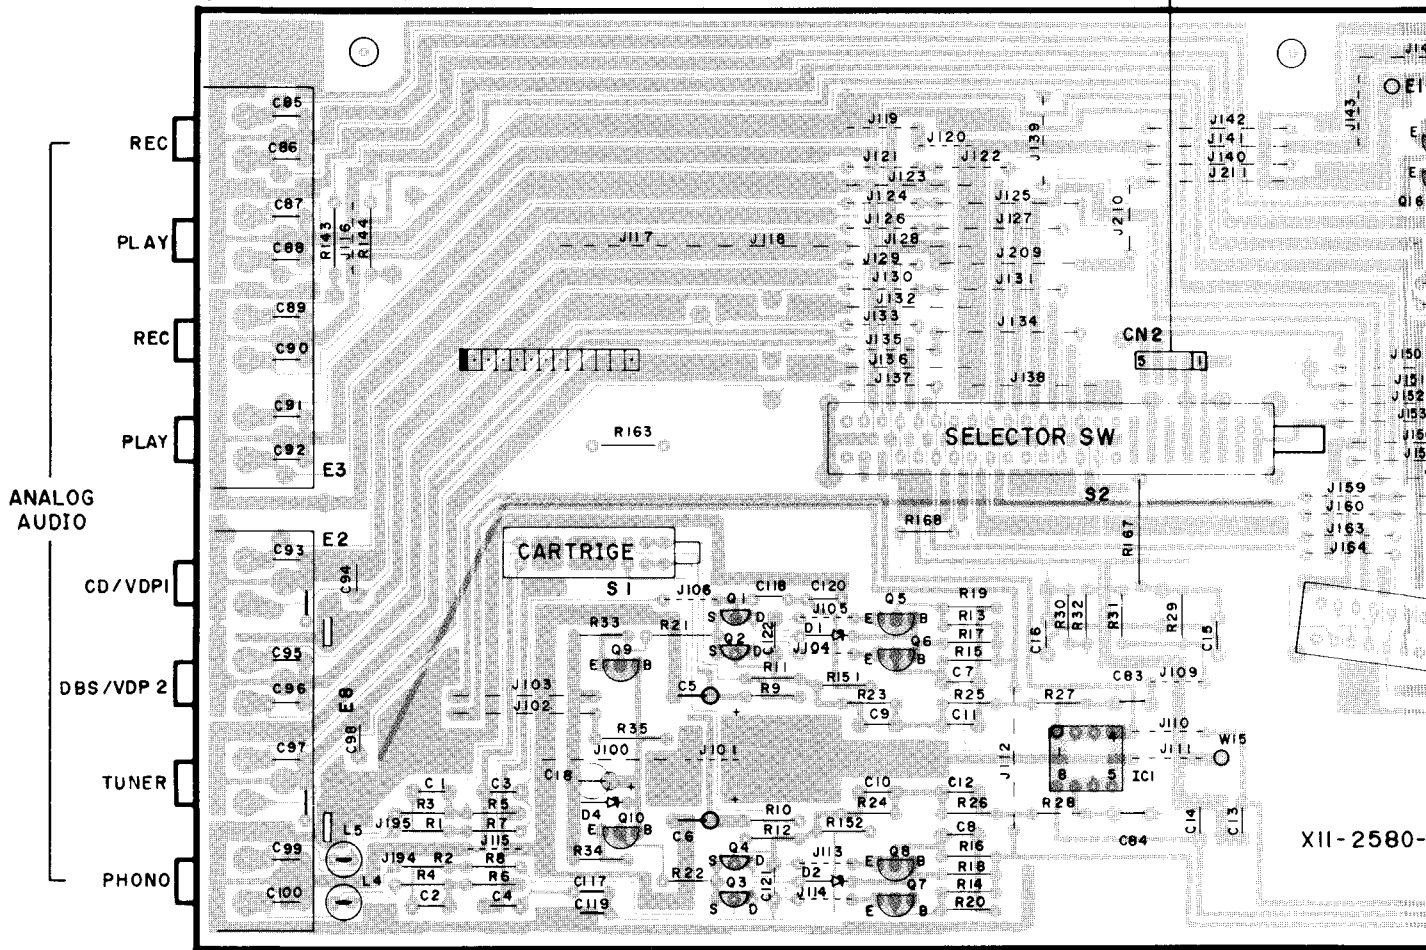 ANALOG
AUDIO
REC
PLAY
REC
PLAY
CD/VDP1
DBS/VDP 2
TUNER
PHONO
C85
C86
C87
C88
C89
C90
C91
C92
E3
R143
J116
R144
J117
J118
J119
J120
J121
J122
J123
J124
J125
J126
J127
J128
J129
J209
J130
J131
J132
J133
J134
J135
J136
J137
J138
J139
J142
J141
J140
J211
J210
J143
J14
E1
E
E
Q16
CN2
5
1
J150
J151
J152
J153
J15
R163
SELECTOR SW
S2
J159
J160
J163
J164
R168
R167
E2
C93
C94
C95
C96
E8
C97
C98
C99
C100
CARTRIGE
S1
J106
Q1
C118
C120
J105
Q5
R19
S
D
E
B
R13
R33
R21
Q2
C122
D1
J104
R17
Q6
Q9
S
D
E
B
R15
E
B
R11
R151
C7
J103
C5
R9
R23
R25
R27
C83
J109
J102
C9
C11
R30
R32
R31
R29
C16
C15
R35
+
J100
J101
J112
J110
J111
W15
4
1
8
5
IC1
C18
+
+
D4
C1
C3
C10
C12
R3
R5
R24
R26
R28
J195
R1
R7
Q10
E
B
C6
R10
R12
R152
C8
C84
C14
C13
L5
J115
J194
R2
R8
R34
Q4
S
D
J113
Q8
E
B
R16
L4
R4
R6
R22
D2
R18
C2
C4
C117
C119
Q3
S
D
C121
J114
Q7
E
B
R14
R20
X11-2580-